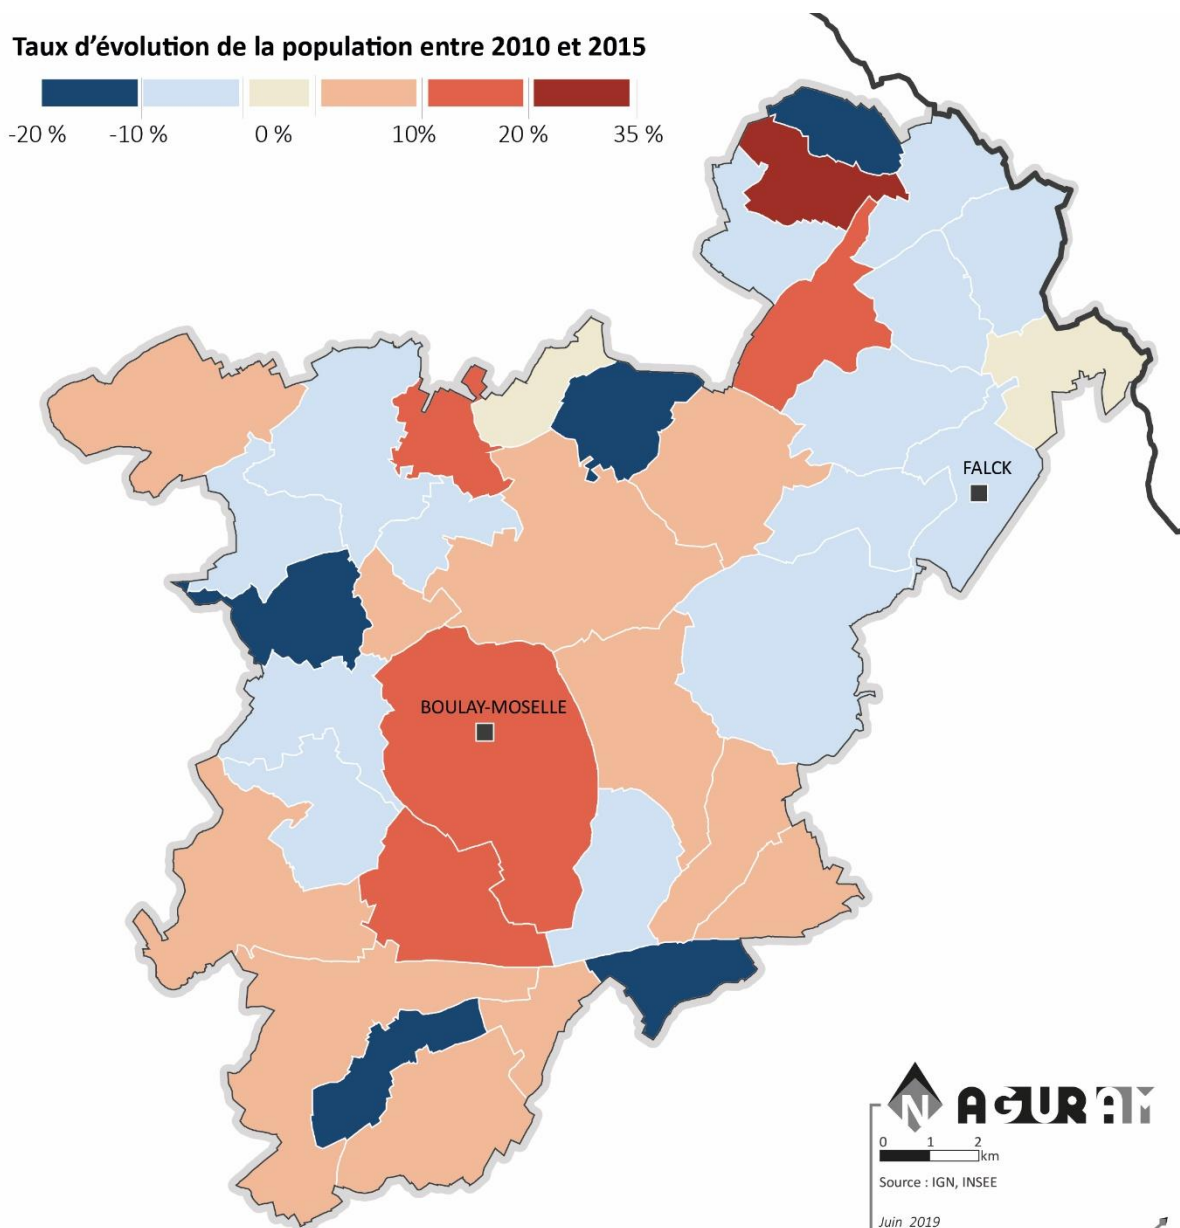 Taux d'évolution de la population entre 2010 et 2015
-20 % -10 % 0 % 10% 20 % 35 %
FALCK
BOULAY-MOSELLE
N AGURAM
0 1 2
km
Source : IGN, INSEE
Juin 2019